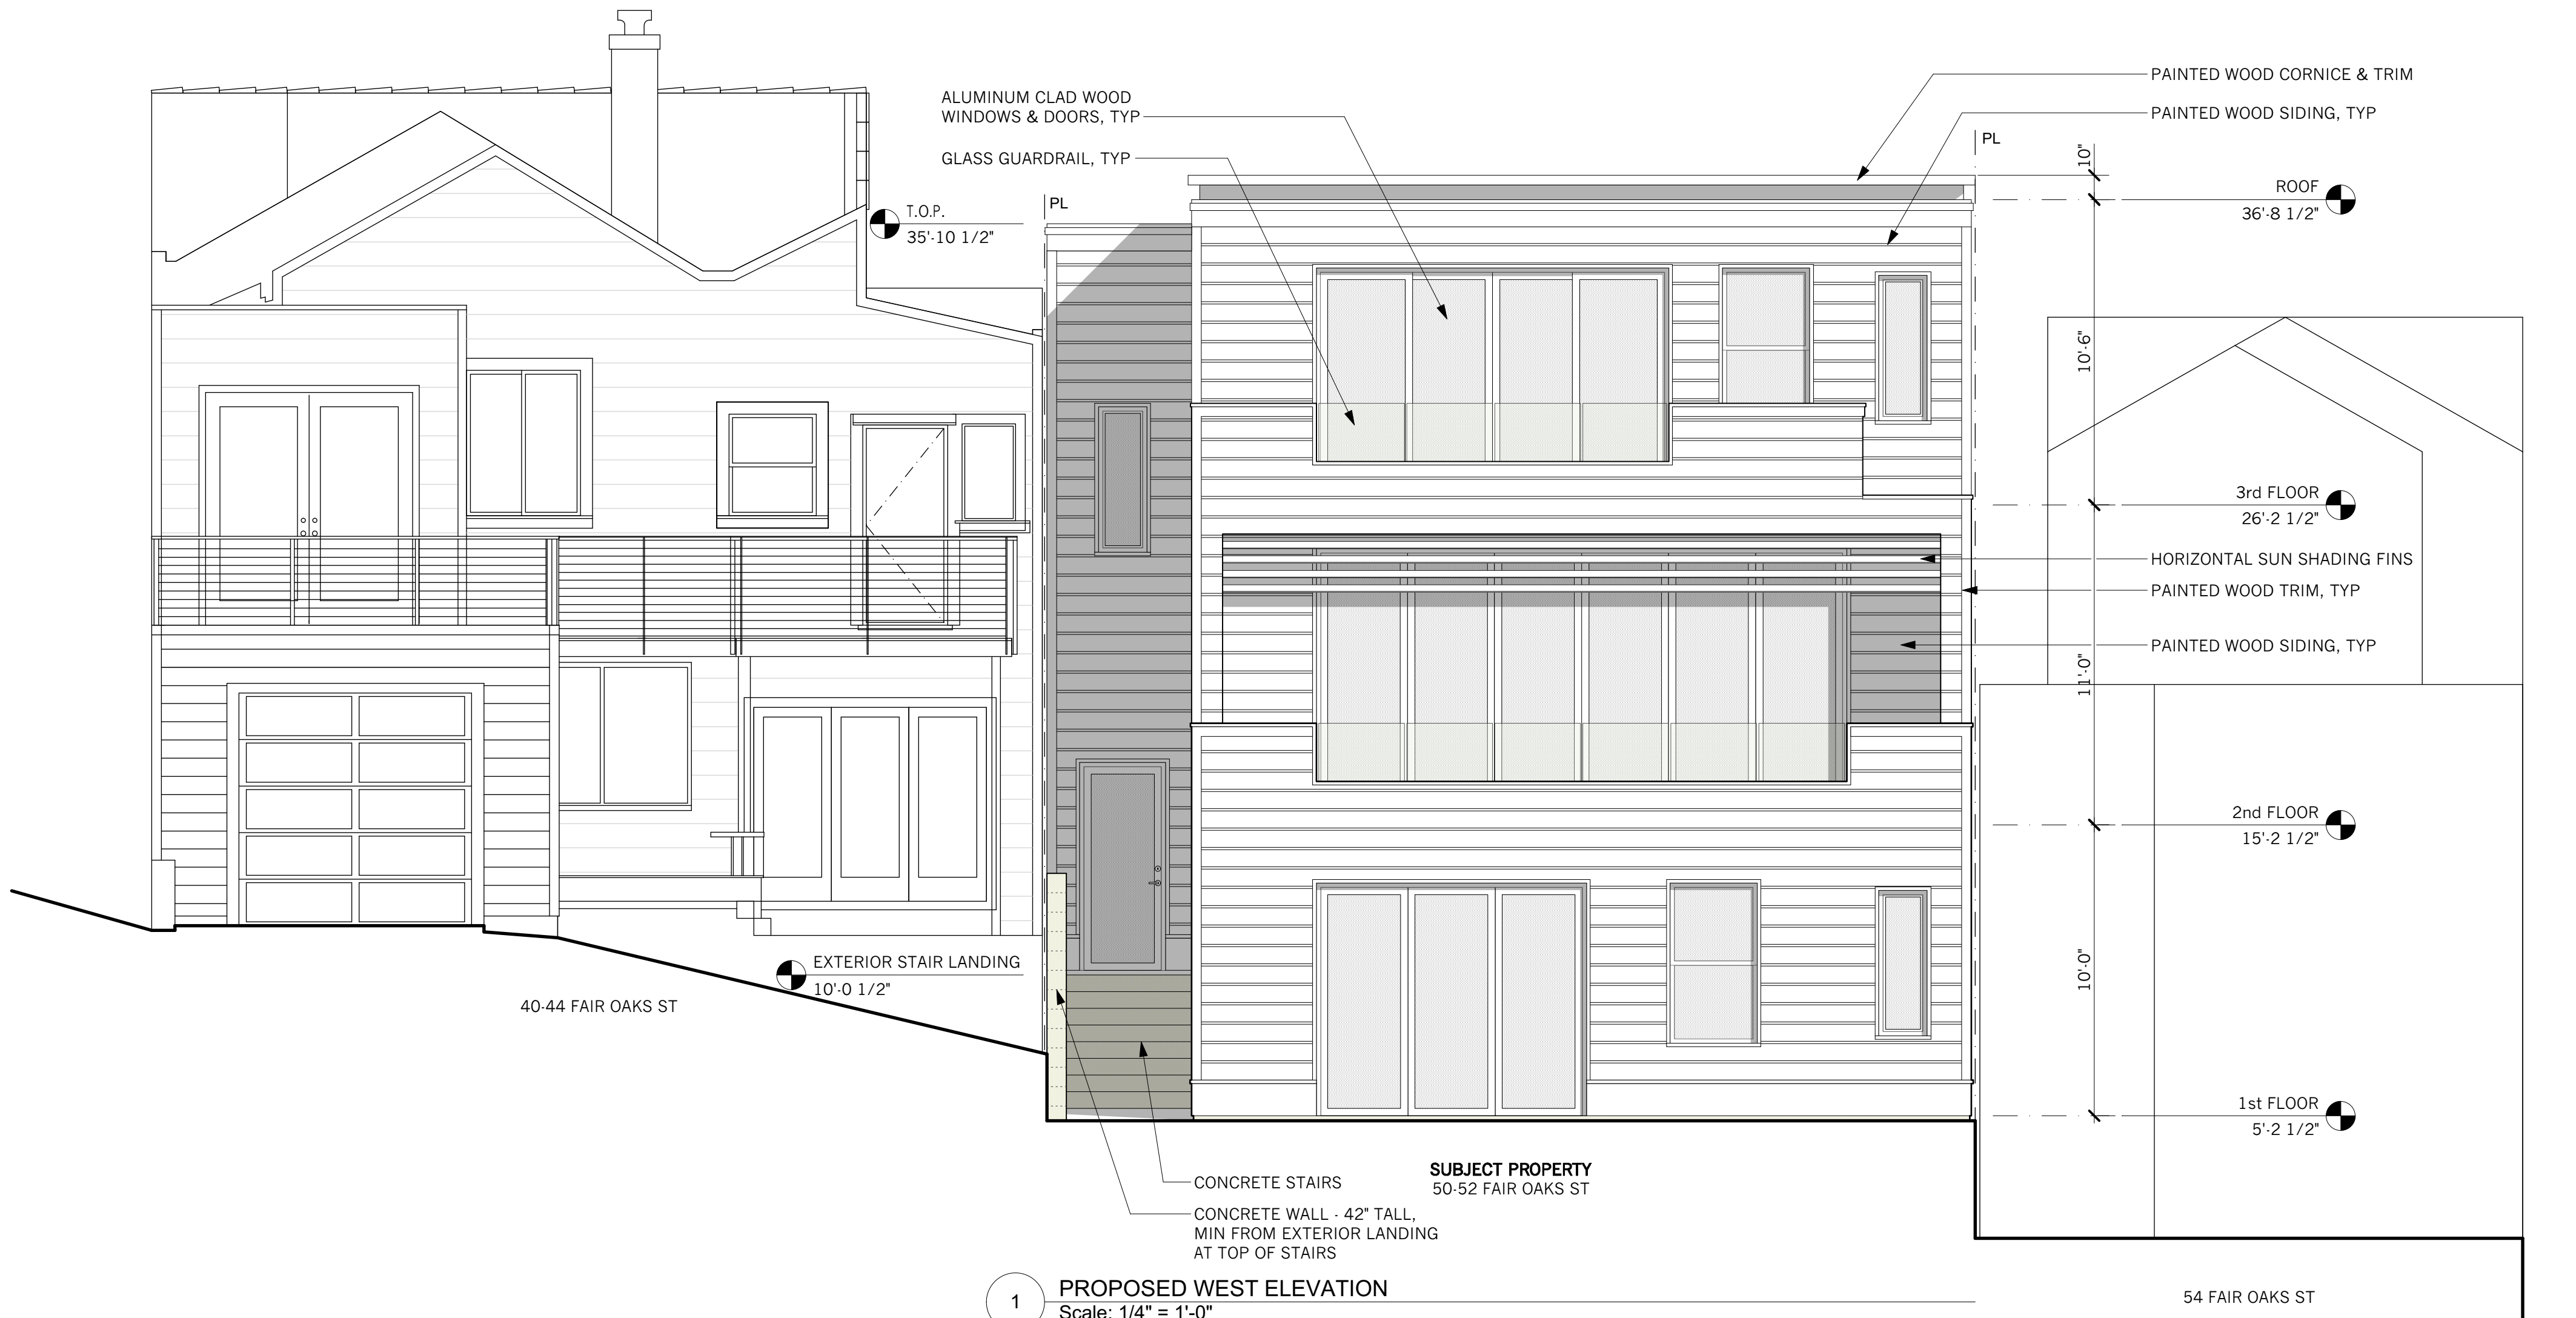 PAINTED WOOD CORNICE & TRIM
ALUMINUM CLAD WOOD
WINDOWS & DOORS, TYP
PAINTED WOOD SIDING, TYP
GLASS GUARDRAIL, TYP
PL
10"
ROOF
36'-8 1/2"
T.O.P.
35'-10 1/2"
PL
10'-6"
3rd FLOOR
26'-2 1/2"
HORIZONTAL SUN SHADING FINS
PAINTED WOOD TRIM, TYP
PAINTED WOOD SIDING, TYP
11'-0"
2nd FLOOR
15'-2 1/2"
EXTERIOR STAIR LANDING
10'-0 1/2"
40-44 FAIR OAKS ST
10'-0"
1st FLOOR
5'-2 1/2"
SUBJECT PROPERTY
50-52 FAIR OAKS ST
CONCRETE STAIRS
CONCRETE WALL - 42" TALL,
MIN FROM EXTERIOR LANDING
AT TOP OF STAIRS
1
PROPOSED WEST ELEVATION
Scale: 1/4" = 1'-0"
54 FAIR OAKS ST